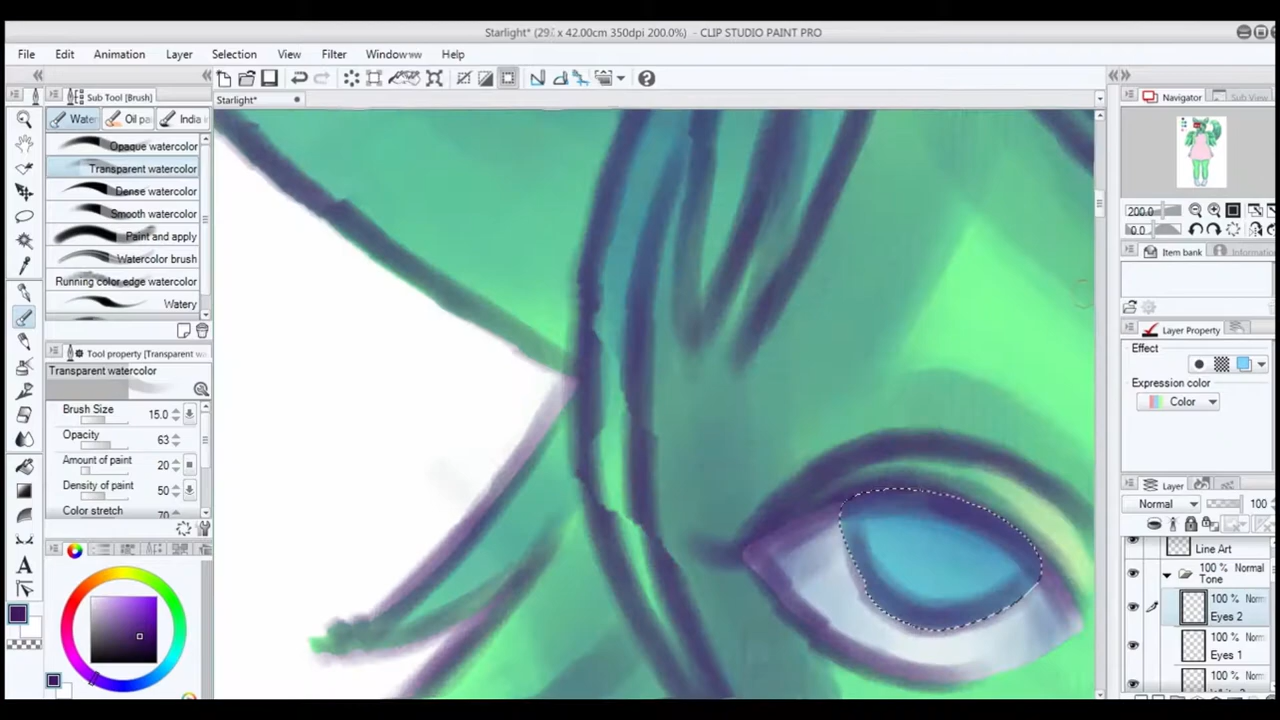 Starlight* (29. x 42.00cm 350dpi 200.0%) - CLIP STUDIO PAINT PRO
File Edit Animation Layer Selection View Filter Window Help
Sub Tool [Brush]
Starlight*
Navigator Sub View
Water Oil pa India i
Opaque watercolor
Transparent watercolor
Dense watercolor
Smooth watercolor
Paint and apply
Watercolor brush
Running color edge watercolor
Watery
200.0
0.0
Item bank Information
Tool property [Transparent wa
Transparent watercolor
Layer Property
Effect
Expression color
Color
Brush Size 15.0
Opacity 63
Amount of paint 20
Density of paint 50
Color stretch 70
Layer
Normal 100
Line Art
100 % Normal
Tone
100 % Norm
Eyes 2
100 % Norm
Eyes 1
100 % Norm